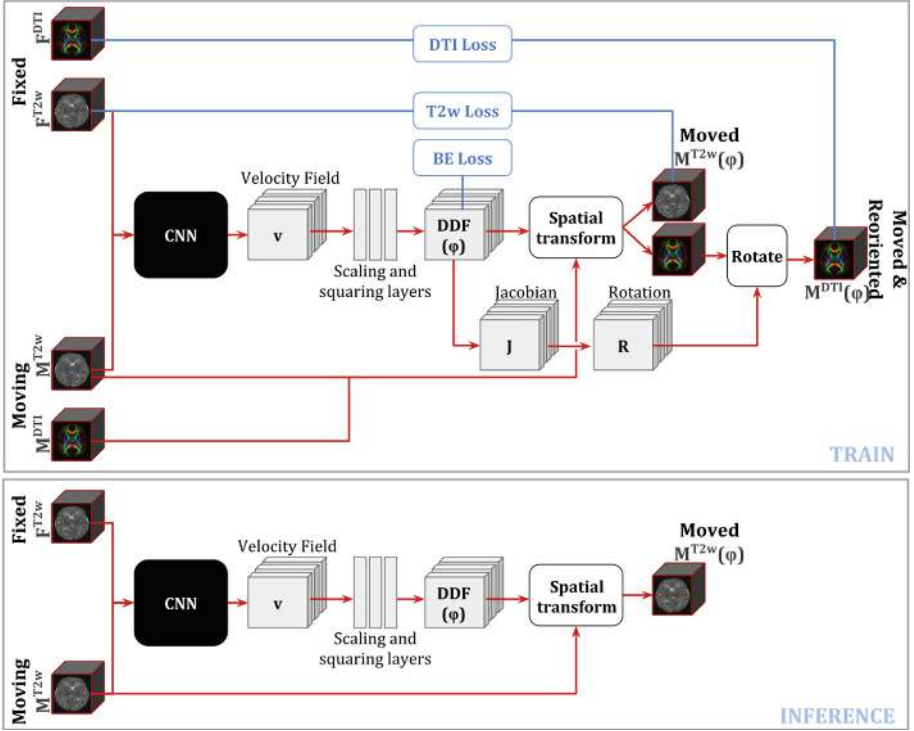 Fixed
F^DTI
F^T2w
DTI Loss
T2w Loss
BE Loss
Moved
M^T2w(φ)
Velocity Field
CNN
v
Scaling and
squaring layers
DDF
(φ)
Spatial
transform
Rotate
Moved &
Reoriented
M^DTI(φ)
Jacobian
J
Rotation
R
Moving
M^T2w
M^DTI
TRAIN
Fixed
F^T2w
Moved
M^T2w(φ)
Velocity Field
CNN
v
Scaling and
squaring layers
DDF
(φ)
Spatial
transform
Moving
M^T2w
INFERENCE